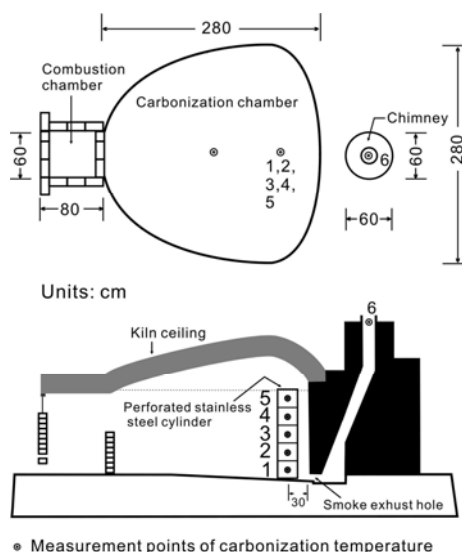 280
Combustion
chamber
Carbonization chamber
Chimney
60
1,2,
3,4,
5
6
60
280
80
60
Units: cm
6
Kiln ceiling
Perforated stainless
steel cylinder
5
4
3
2
1
30
Smoke exhust hole
Measurement points of carbonization temperature